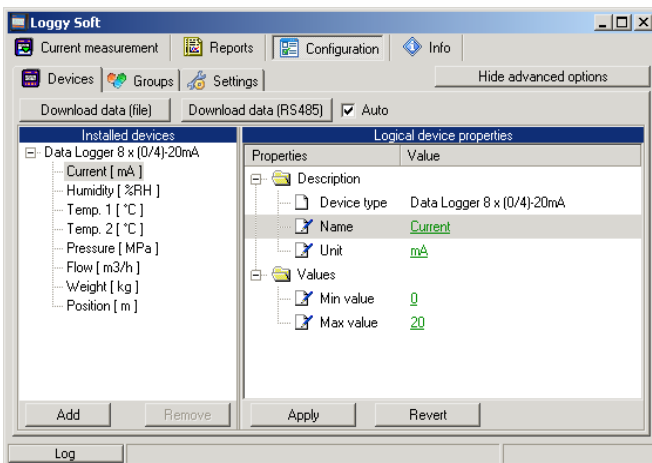 Loggy Soft
Current measurement Reports Configuration Info
Devices Groups Settings Hide advanced options
Download data (file) Download data (RS485) Auto
Installed devices
Data Logger 8 x (0/4)-20mA
Current [ mA ]
Humidity [ %RH ]
Temp. 1 [ °C ]
Temp. 2 [ °C ]
Pressure [ MPa ]
Flow [ m3/h ]
Weight [ kg ]
Position [ m ]
Add Remove
Logical device properties
Properties Value
Description
Device type Data Logger 8 x (0/4)-20mA
Name Current
Unit mA
Values
Min value 0
Max value 20
Apply Revert
Log